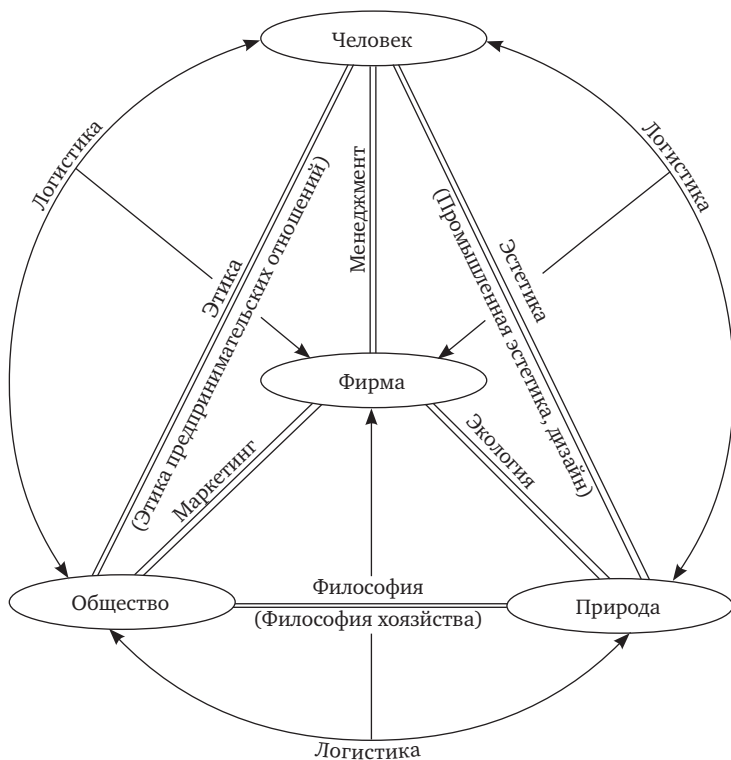 Человек
Логистика
Логистика
Этика
(Этика предпринимательских отношений)
Менеджмент
Эстетика
(Промышленная эстетика, дизайн)
Фирма
Маркетинг
Экология
Общество
Философия
(Философия хоязйства)
Природа
Логистика